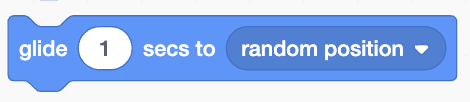 glide 1 secs to random position